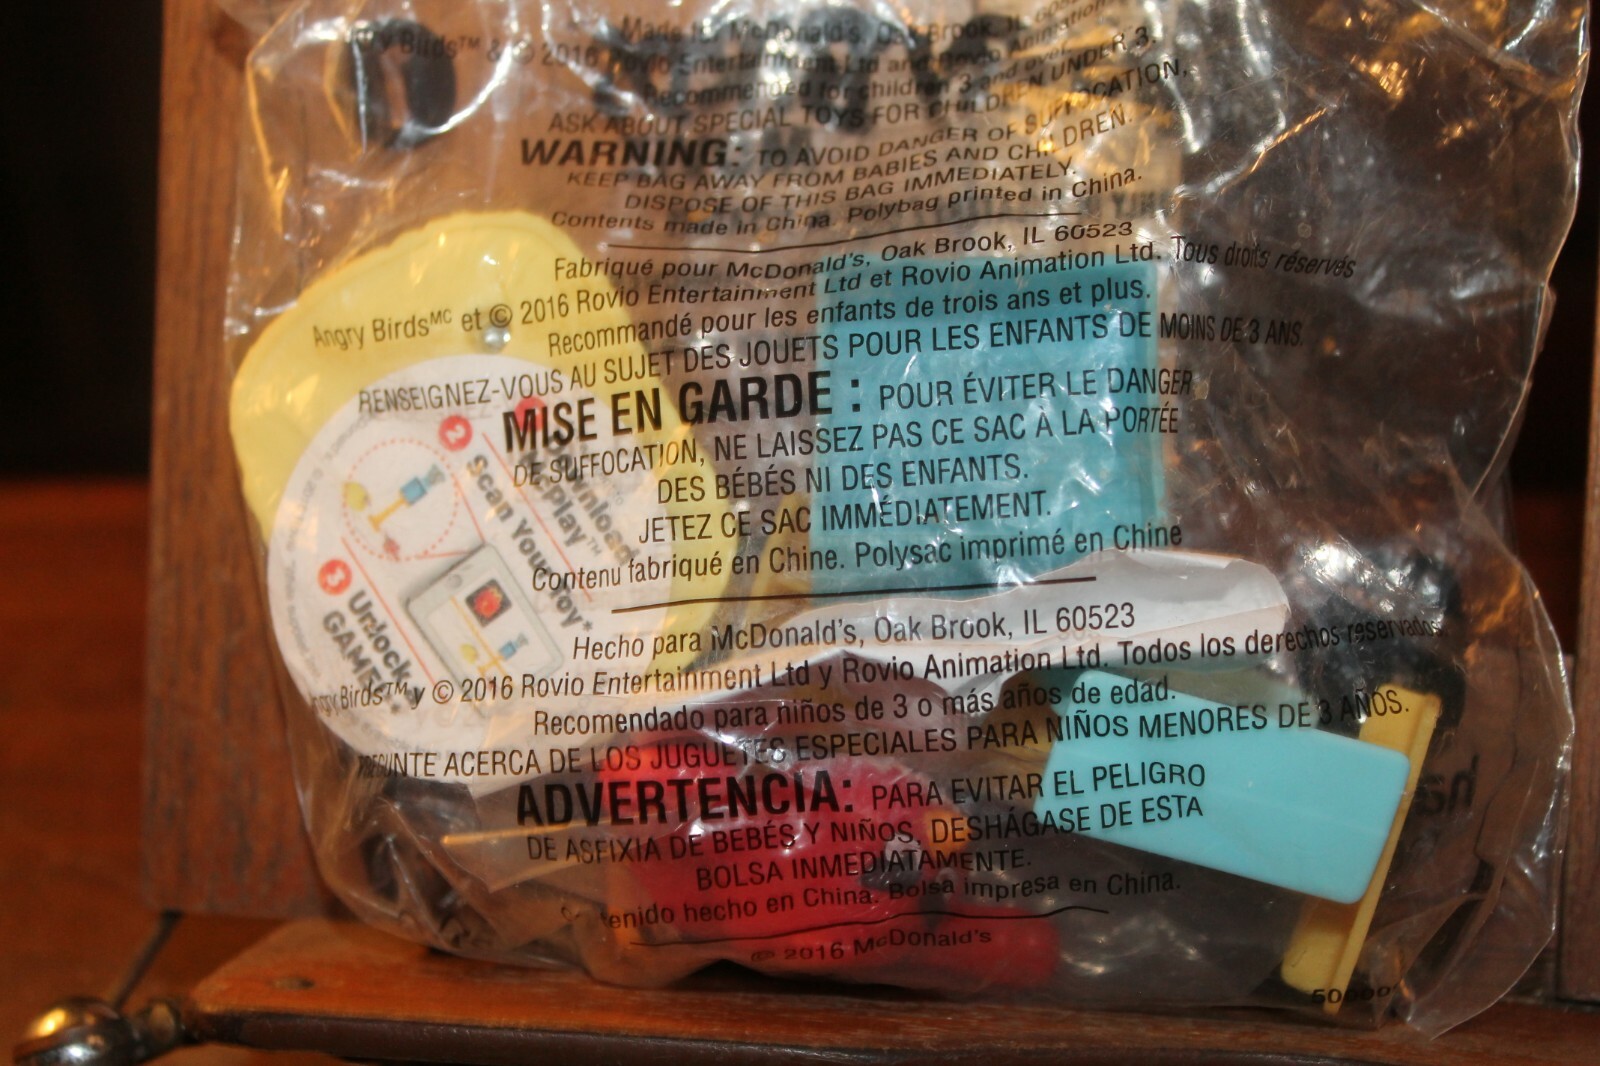 Made for McDonald's, Oak Brook, IL 60523
Angry Birds™ & © 2016 Rovio Entertainment Ltd and Rovio Animation
Recommended for children 3 and over.
ASK ABOUT SPECIAL TOYS FOR CHILDREN UNDER 3.
WARNING: TO AVOID DANGER OF SUFFOCATION,
KEEP BAG AWAY FROM BABIES AND CHILDREN.
DISPOSE OF THIS BAG IMMEDIATELY.
Contents made in China. Polybag printed in China.
Fabriqué pour McDonald's, Oak Brook, IL 60523
Angry Birds MC et © 2016 Rovio Entertainment Ltd et Rovio Animation Ltd. Tous droits réservés
Recommandé pour les enfants de trois ans et plus.
RENSEIGNEZ-VOUS AU SUJET DES JOUETS POUR LES ENFANTS DE MOINS DE 3 ANS.
MISE EN GARDE : POUR ÉVITER LE DANGER
DE SUFFOCATION, NE LAISSEZ PAS CE SAC À LA PORTÉE
DES BÉBÉS NI DES ENFANTS.
JETEZ CE SAC IMMÉDIATEMENT.
Contenu fabriqué en Chine. Polysac imprimé en Chine
Hecho para McDonald's, Oak Brook, IL 60523
Angry Birds™ y © 2016 Rovio Entertainment Ltd y Rovio Animation Ltd. Todos los derechos reservados
Recomendado para niños de 3 o más años de edad.
PREGUNTE ACERCA DE LOS JUGUETES ESPECIALES PARA NIÑOS MENORES DE 3 AÑOS.
ADVERTENCIA: PARA EVITAR EL PELIGRO
DE ASFIXIA DE BEBÉS Y NIÑOS, DESHÁGASE DE ESTA
BOLSA INMEDIATAMENTE.
Contenido hecho en China. Bolsa impresa en China.
© 2016 McDonald's
2 Scan Your Toy*
3 Unlock